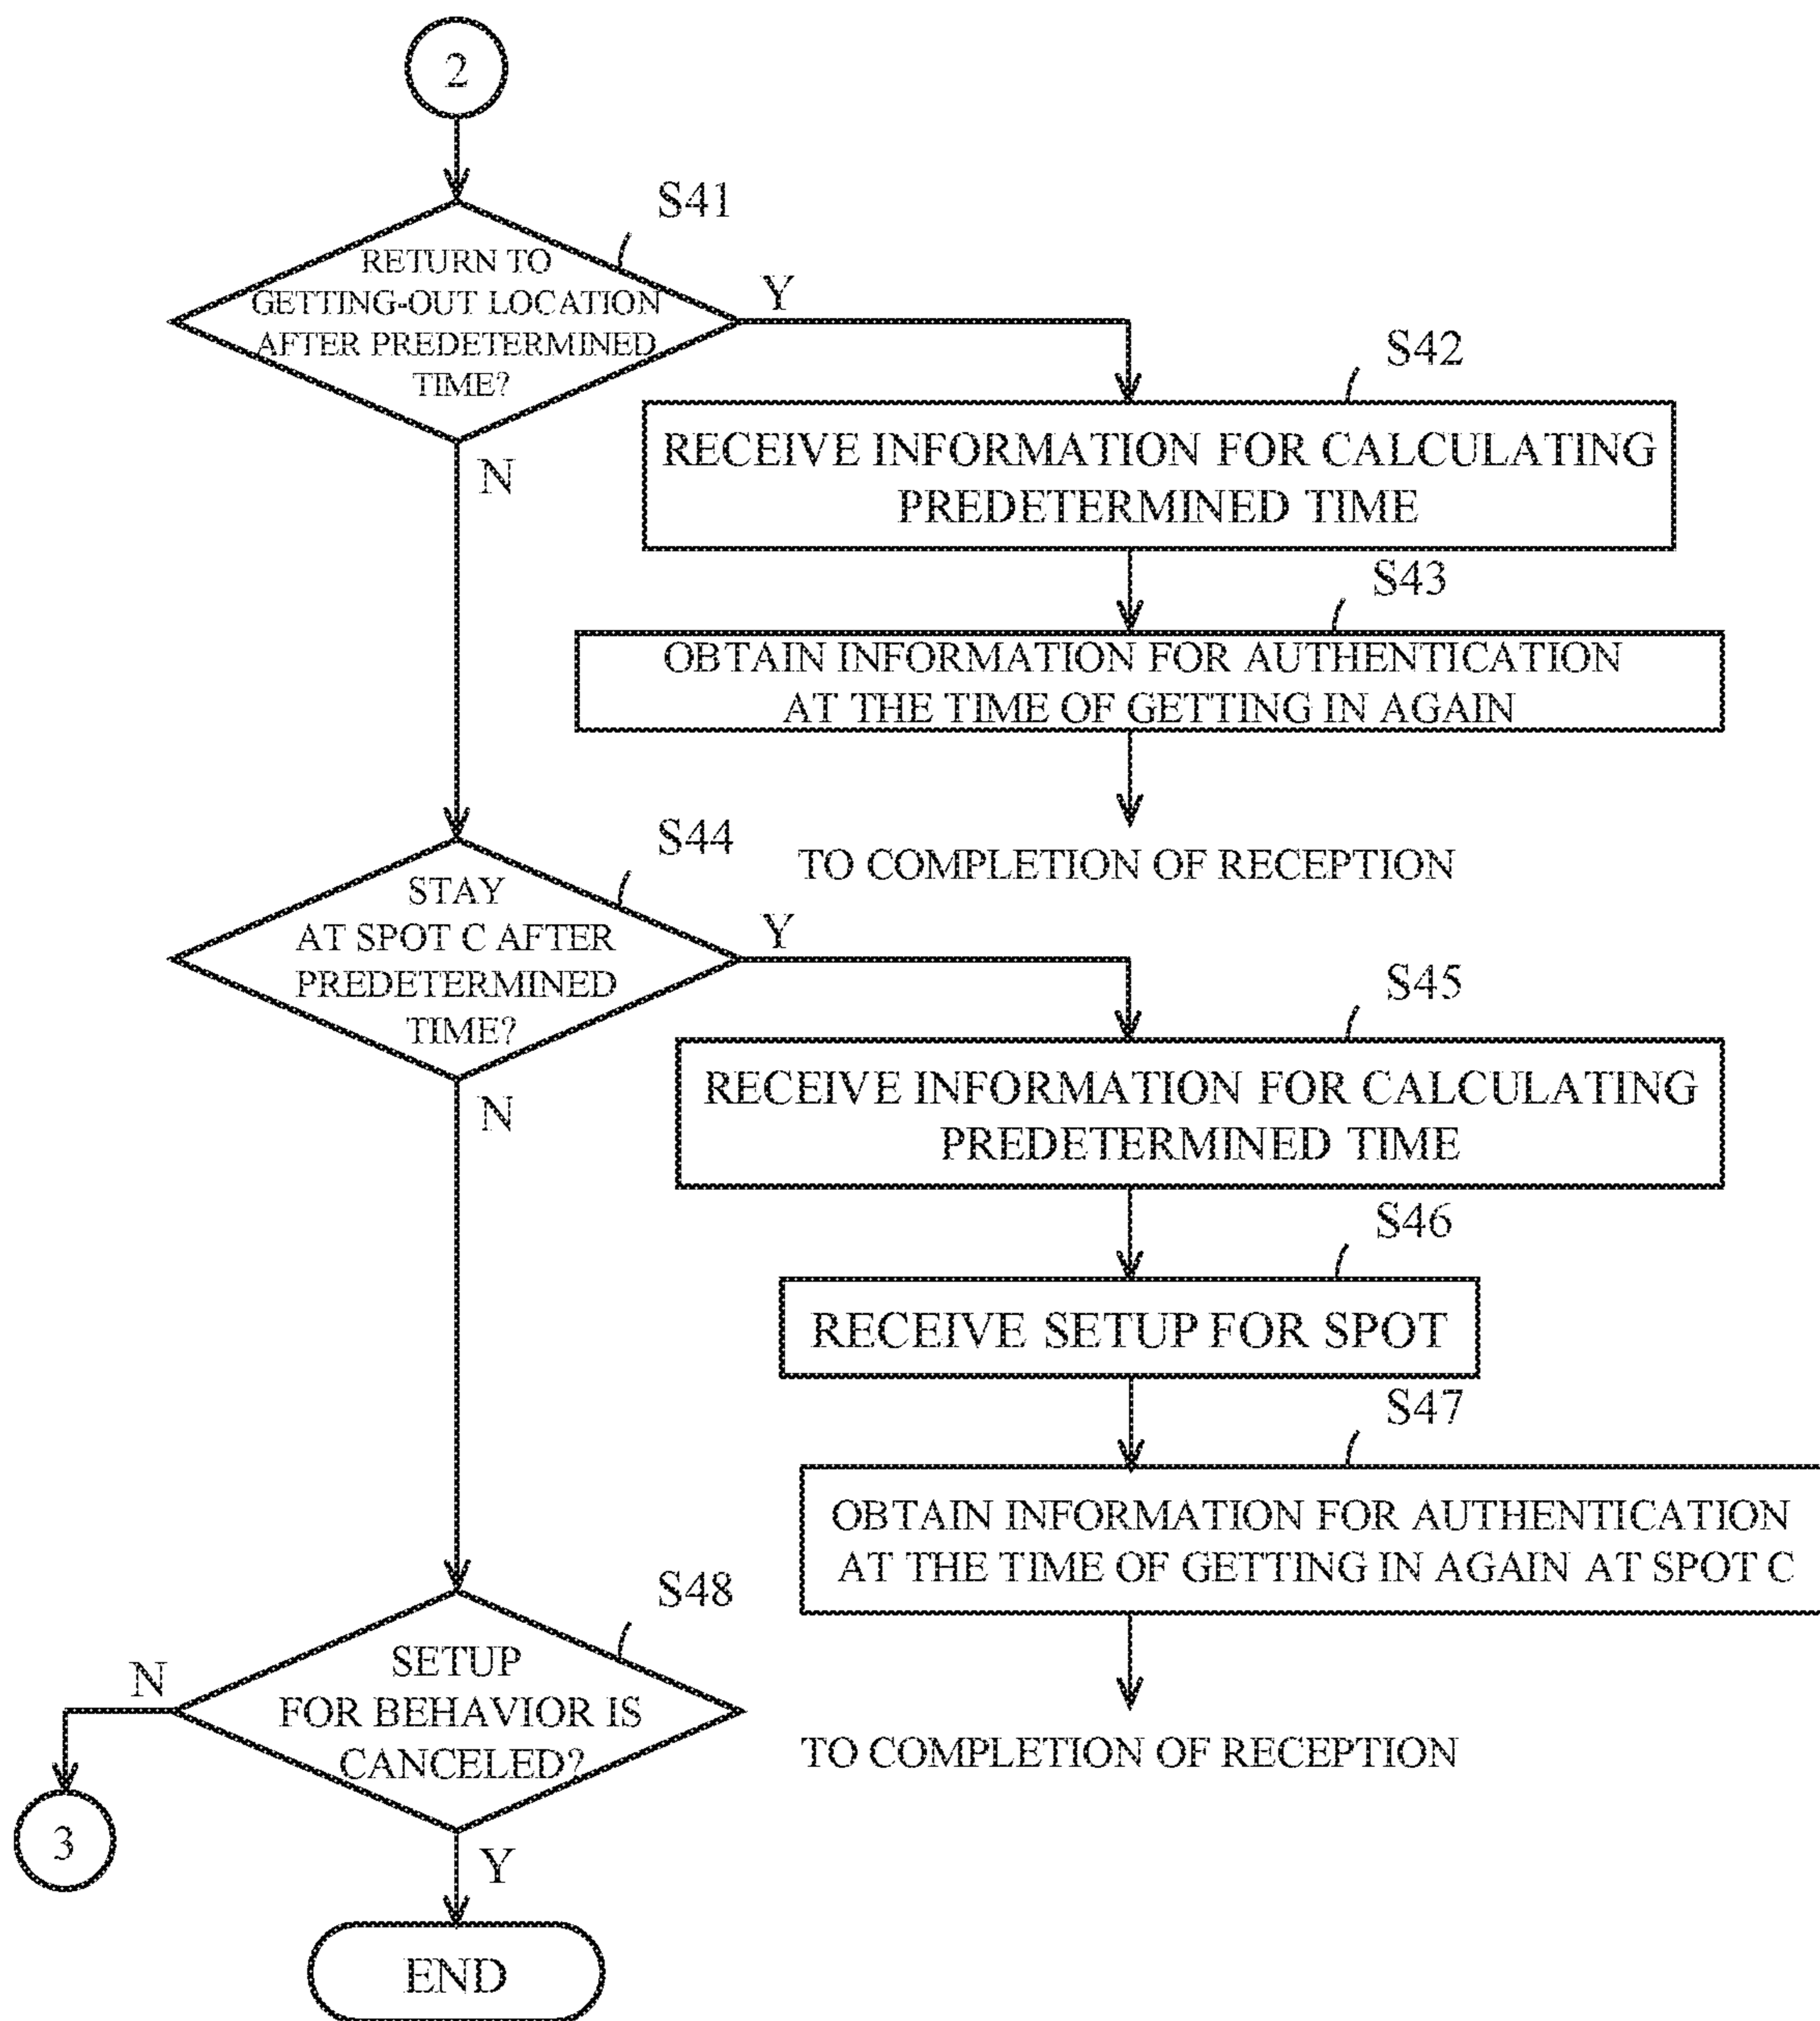 2
S41
RETURN TO
GETTING-OUT LOCATION
AFTER PREDETERMINED
TIME?
Y
N
S42
RECEIVE INFORMATION FOR CALCULATING
PREDETERMINED TIME
S43
OBTAIN INFORMATION FOR AUTHENTICATION
AT THE TIME OF GETTING IN AGAIN
TO COMPLETION OF RECEPTION
S44
STAY
AT SPOT C AFTER
PREDETERMINED
TIME?
Y
N
S45
RECEIVE INFORMATION FOR CALCULATING
PREDETERMINED TIME
S46
RECEIVE SETUP FOR SPOT
S47
OBTAIN INFORMATION FOR AUTHENTICATION
AT THE TIME OF GETTING IN AGAIN AT SPOT C
TO COMPLETION OF RECEPTION
S48
SETUP
FOR BEHAVIOR IS
CANCELED?
N
3
Y
END